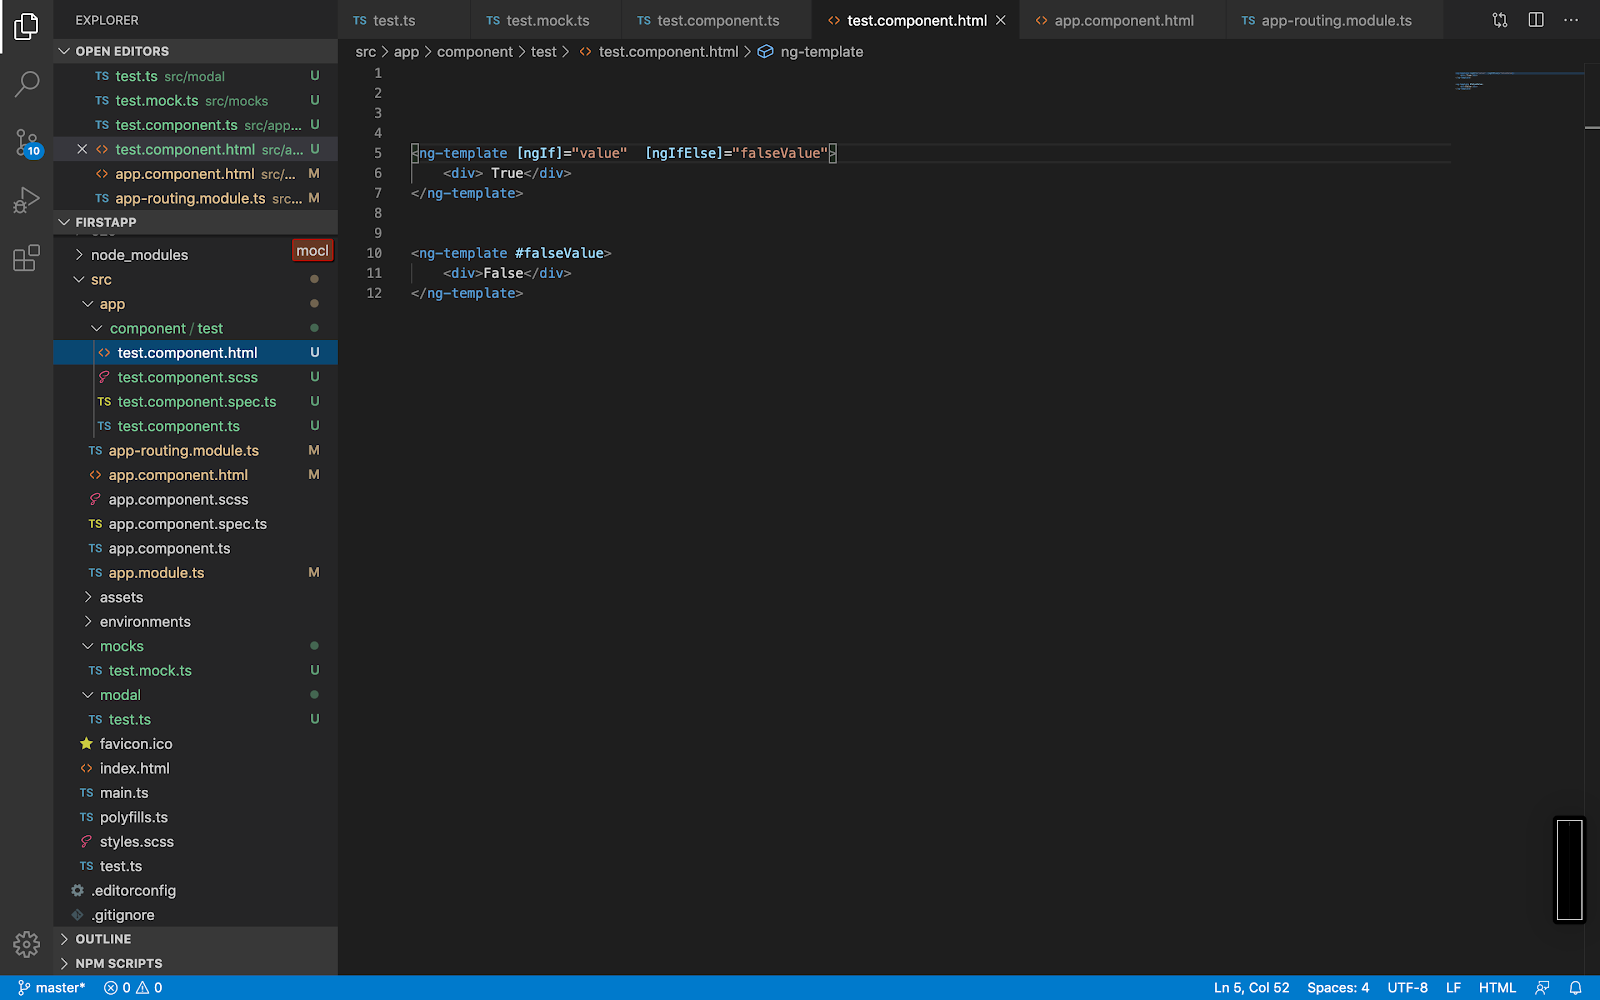 EXPLORER
OPEN EDITORS
TS test.ts src/modal U
TS test.mock.ts src/mocks U
TS test.component.ts src/app... U
test.component.html src/a... U
app.component.html src/... M
app-routing.module.ts src... M
FIRSTAPP
node_modules
mocl
src
app
component / test
test.component.html U
test.component.scss U
TS test.component.spec.ts U
TS test.component.ts U
TS app-routing.module.ts M
app.component.html M
app.component.scss
TS app.component.spec.ts
TS app.component.ts
TS app.module.ts M
assets
environments
mocks
TS test.mock.ts U
modal
TS test.ts U
favicon.ico
index.html
TS main.ts
TS polyfills.ts
styles.scss
TS test.ts
.editorconfig
.gitignore
OUTLINE
NPM SCRIPTS
10
TS test.ts
TS test.mock.ts
TS test.component.ts
test.component.html
app.component.html
TS app-routing.module.ts
src > app > component > test > test.component.html > ng-template
1
2
3
4
5 <ng-template [ngIf]="value"  [ngIfElse]="falseValue">
6     <div> True</div>
7 </ng-template>
8
9
10 <ng-template #falseValue>
11     <div>False</div>
12 </ng-template>
master* 0 0
Ln 5, Col 52 Spaces: 4 UTF-8 LF HTML